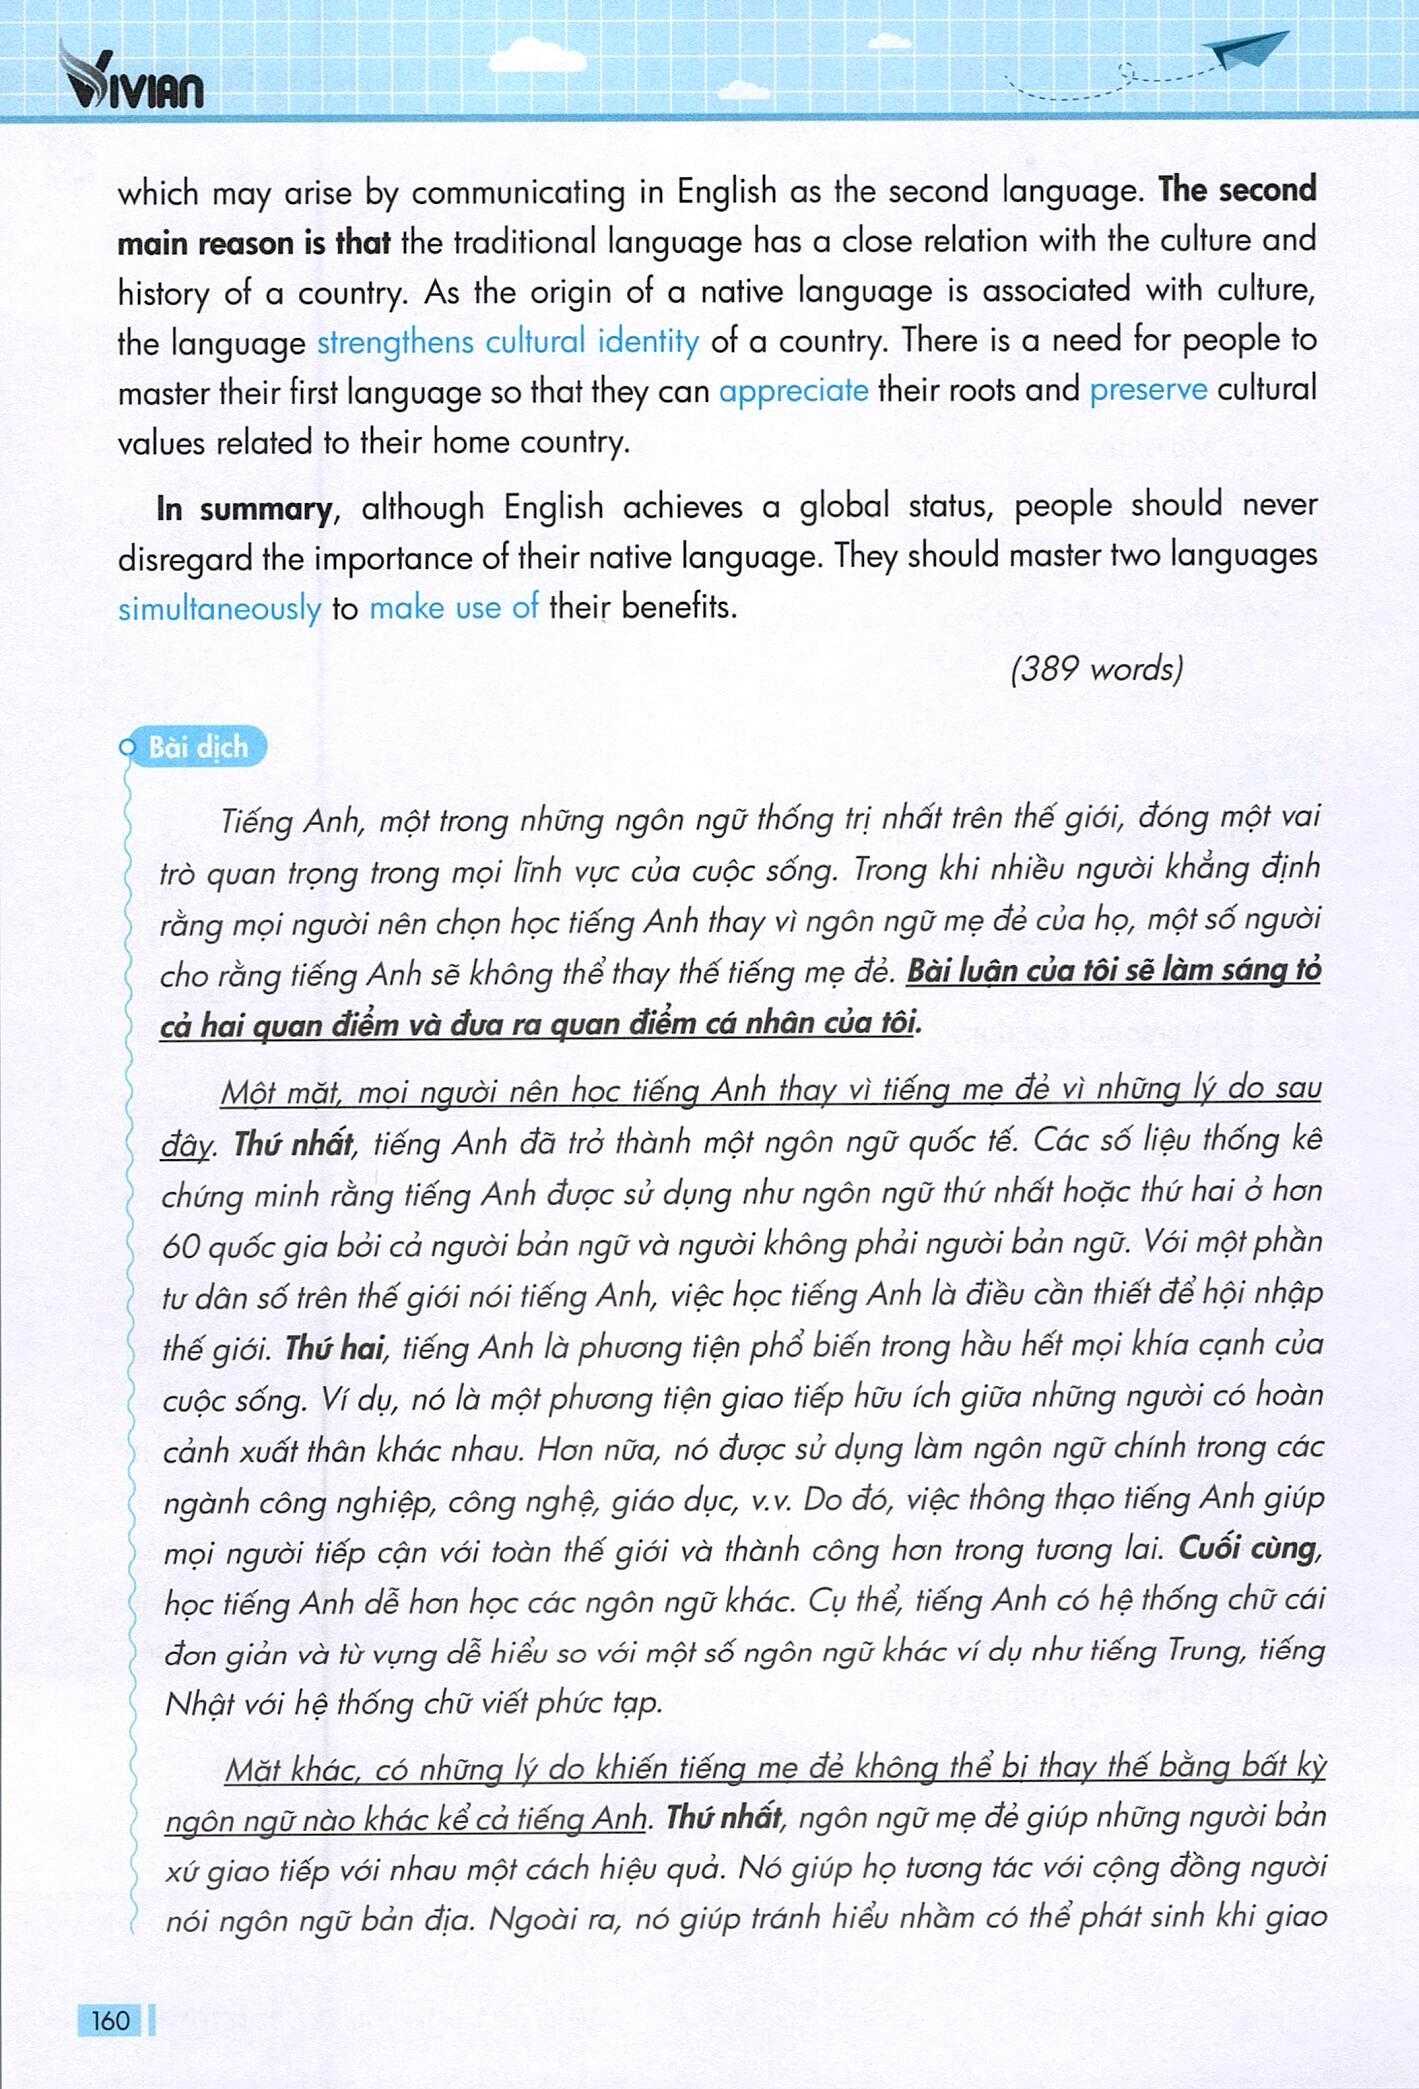 VIVIAN
which may arise by communicating in English as the second language. The second
main reason is that the traditional language has a close relation with the culture and
history of a country. As the origin of a native language is associated with culture,
the language strengthens cultural identity of a country. There is a need for people to
master their first language so that they can appreciate their roots and preserve cultural
values related to their home country.
In summary, although English achieves a global status, people should never
disregard the importance of their native language. They should master two languages
simultaneously to make use of their benefits.
(389 words)
Bài dịch
Tiếng Anh, một trong những ngôn ngữ thống trị nhất trên thế giới, đóng một vai
trò quan trọng trong mọi lĩnh vực của cuộc sống. Trong khi nhiều người khẳng định
rằng mọi người nên chọn học tiếng Anh thay vì ngôn ngữ mẹ đẻ của họ, một số người
cho rằng tiếng Anh sẽ không thể thay thế tiếng mẹ đẻ. Bài luận của tôi sẽ làm sáng tỏ
cả hai quan điểm và đưa ra quan điểm cá nhân của tôi.
Một mặt, mọi người nên học tiếng Anh thay vì tiếng mẹ đẻ vì những lý do sau
đây. Thứ nhất, tiếng Anh đã trở thành một ngôn ngữ quốc tế. Các số liệu thống kê
chứng minh rằng tiếng Anh được sử dụng như ngôn ngữ thứ nhất hoặc thứ hai ở hơn
60 quốc gia bởi cả người bản ngữ và người không phải người bản ngữ. Với một phần
tư dân số trên thế giới nói tiếng Anh, việc học tiếng Anh là điều cần thiết để hội nhập
thế giới. Thứ hai, tiếng Anh là phương tiện phổ biến trong hầu hết mọi khía cạnh của
cuộc sống. Ví dụ, nó là một phương tiện giao tiếp hữu ích giữa những người có hoàn
cảnh xuất thân khác nhau. Hơn nữa, nó được sử dụng làm ngôn ngữ chính trong các
ngành công nghiệp, công nghệ, giáo dục, v.v. Do đó, việc thông thạo tiếng Anh giúp
mọi người tiếp cận với toàn thế giới và thành công hơn trong tương lai. Cuối cùng,
học tiếng Anh dễ hơn học các ngôn ngữ khác. Cụ thể, tiếng Anh có hệ thống chữ cái
đơn giản và từ vựng dễ hiểu so với một số ngôn ngữ khác ví dụ như tiếng Trung, tiếng
Nhật với hệ thống chữ viết phức tạp.
Mặt khác, có những lý do khiến tiếng mẹ đẻ không thể bị thay thế bằng bất kỳ
ngôn ngữ nào khác kể cả tiếng Anh. Thứ nhất, ngôn ngữ mẹ đẻ giúp những người bản
xứ giao tiếp với nhau một cách hiệu quả. Nó giúp họ tương tác với cộng đồng người
nói ngôn ngữ bản địa. Ngoài ra, nó giúp tránh hiểu nhầm có thể phát sinh khi giao
160